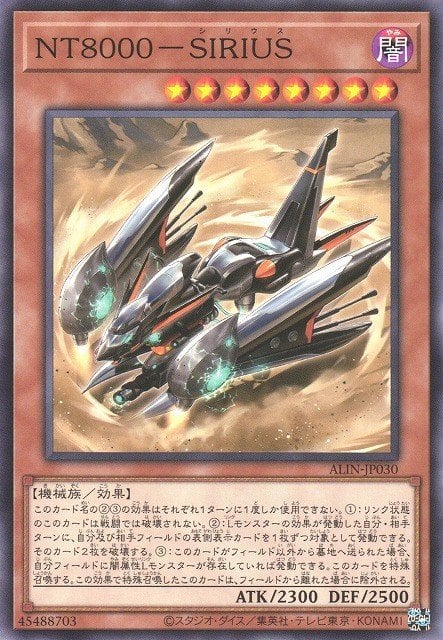 シリウス
NT8000－SIRIUS
やみ
闇
ALIN-JP030
【機械族／効果】
このカード名の②③の効果はそれぞれ1ターンに1度しか使用できない。①：リンク状態
のこのカードは戦闘では破壊されない。②：Lモンスターの効果が発動した自分・相手
ターンに、自分及び相手フィールドの表側表示カードを1枚ずつ対象として発動できる。
そのカード2枚を破壊する。③：このカードがフィールド以外から墓地へ送られた場合、
自分フィールドに闇属性Lモンスターが存在していれば発動できる。このカードを特殊
召喚する。この効果で特殊召喚したこのカードは、フィールドから離れた場合に除外される。
ATK/2300 DEF/2500
45488703
©スタジオ・ダイス／集英社・テレビ東京・KONAMI